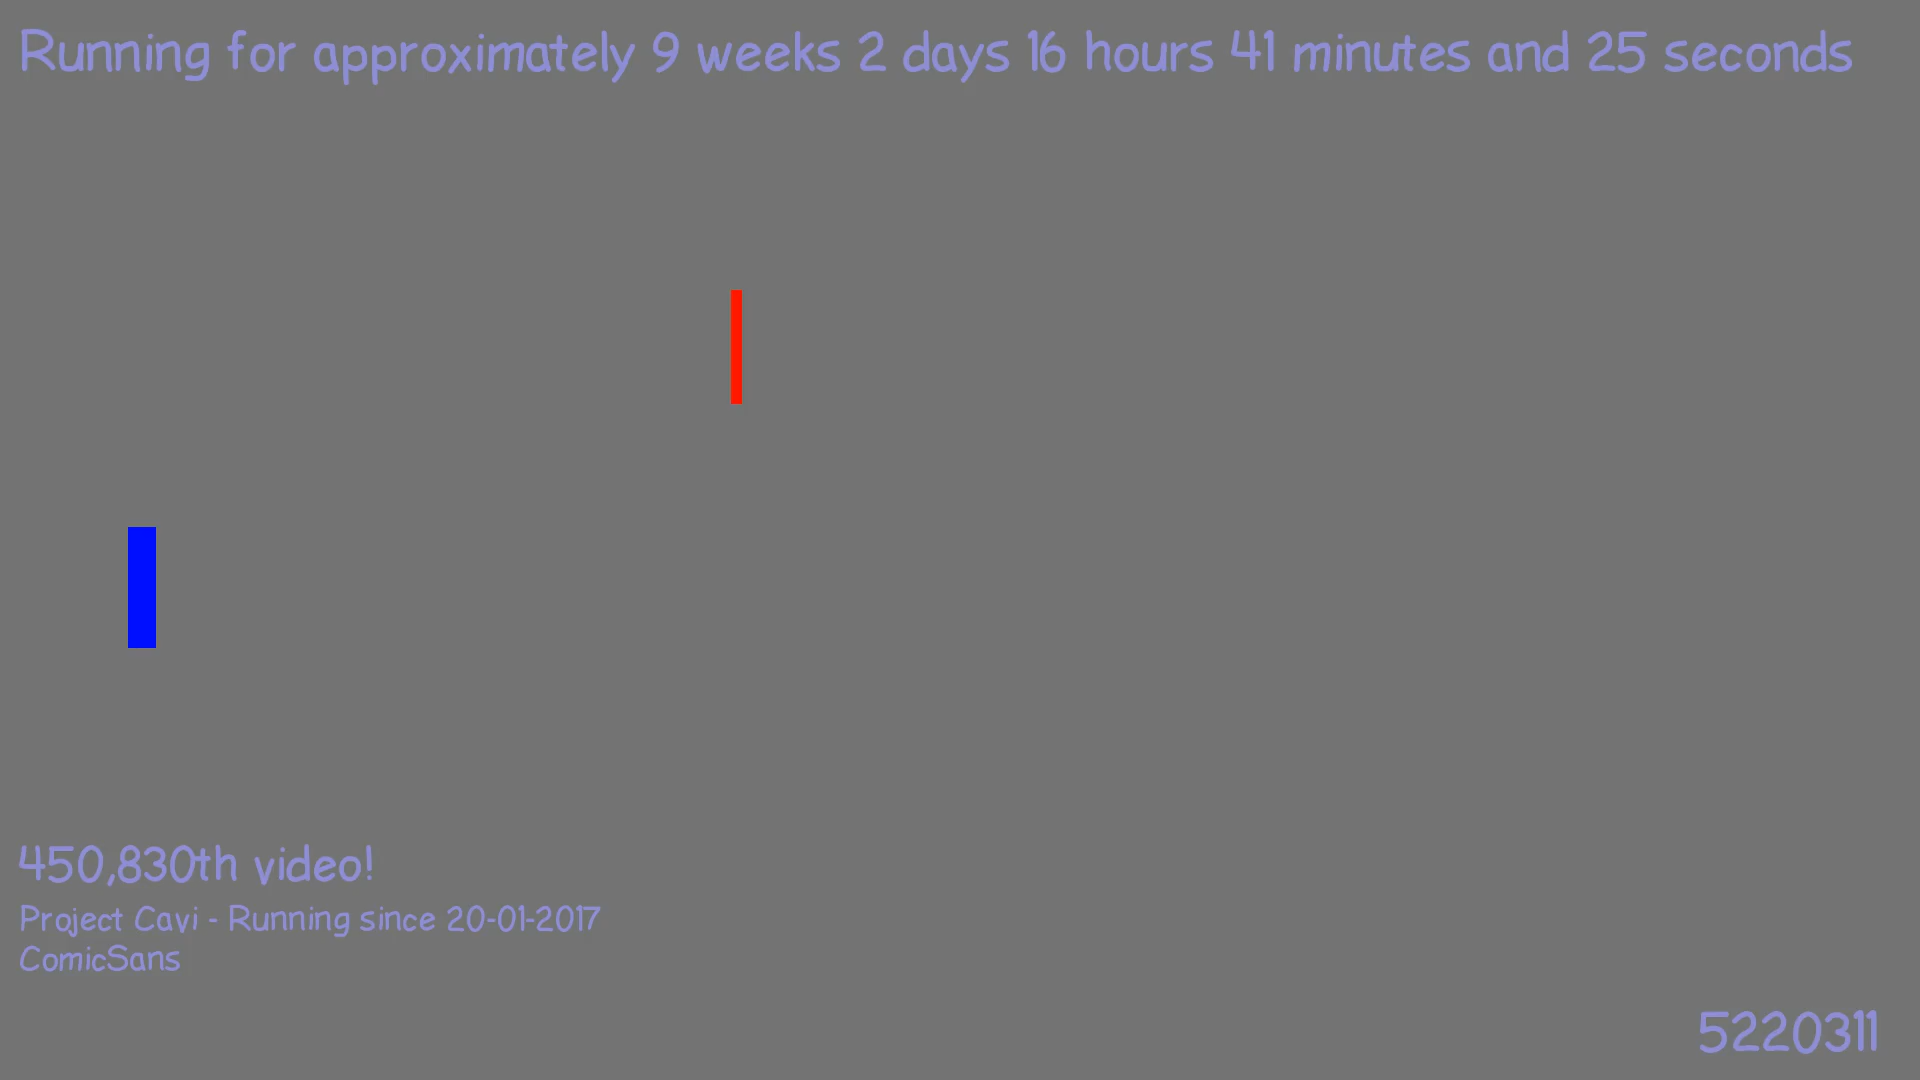 Running for approximately 9 weeks 2 days 16 hours 41 minutes and 25 seconds
450,830th video!
Project Cavi - Running since 20-01-2017
ComicSans
5220311